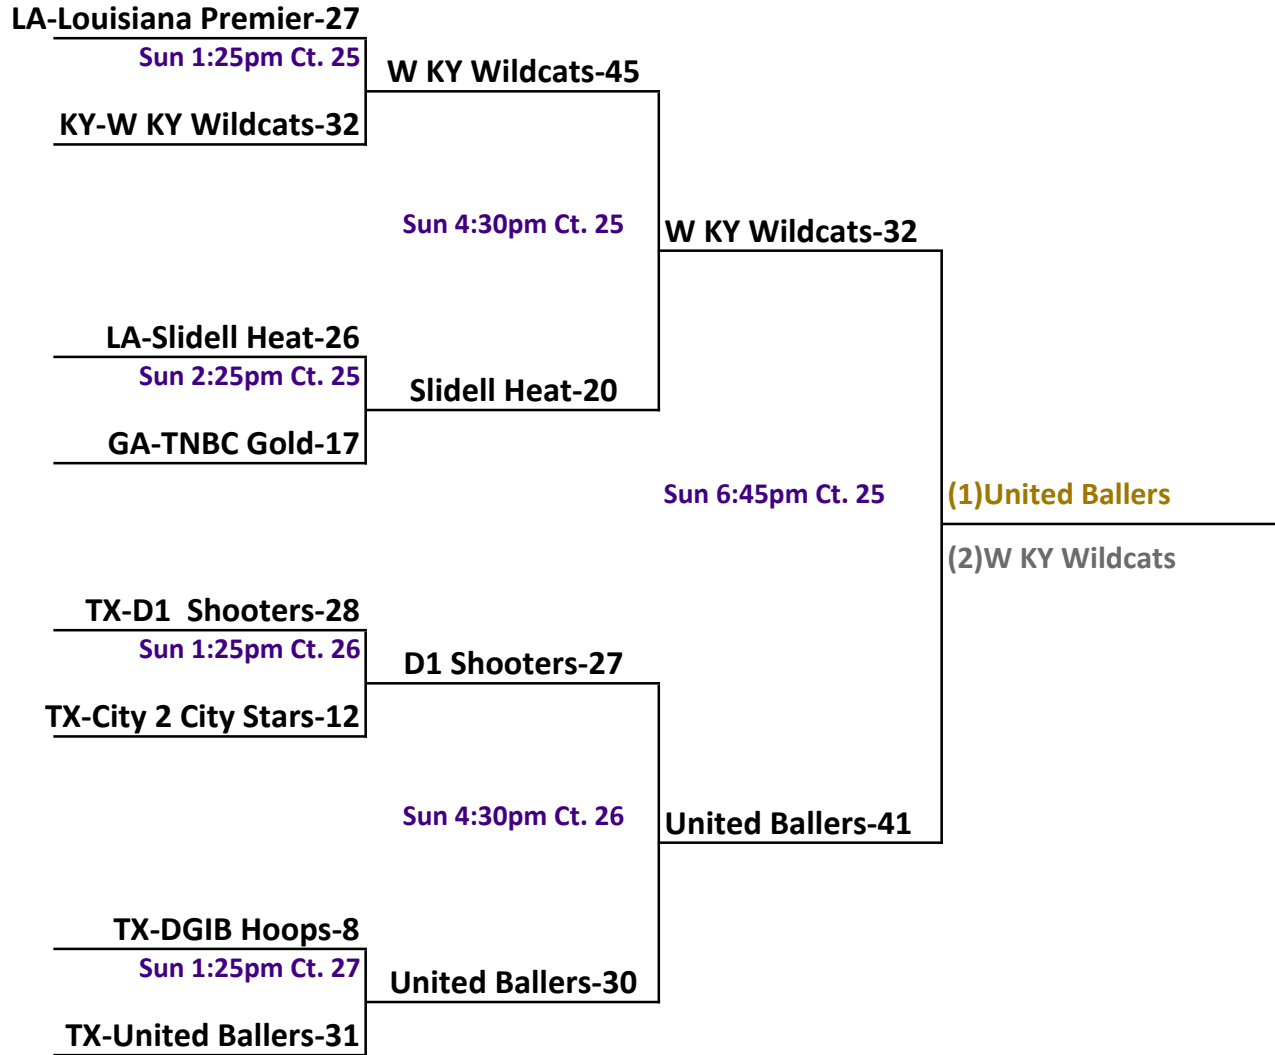 LA-Louisiana Premier-27
Sun 1:25pm Ct. 25
W KY Wildcats-45
KY-W KY Wildcats-32
Sun 4:30pm Ct. 25
W KY Wildcats-32
LA-Slidell Heat-26
Sun 2:25pm Ct. 25
Slidell Heat-20
GA-TNBC Gold-17
Sun 6:45pm Ct. 25
(1)United Ballers
(2)W KY Wildcats
TX-D1  Shooters-28
Sun 1:25pm Ct. 26
D1 Shooters-27
TX-City 2 City Stars-12
Sun 4:30pm Ct. 26
United Ballers-41
TX-DGIB Hoops-8
Sun 1:25pm Ct. 27
United Ballers-30
TX-United Ballers-31